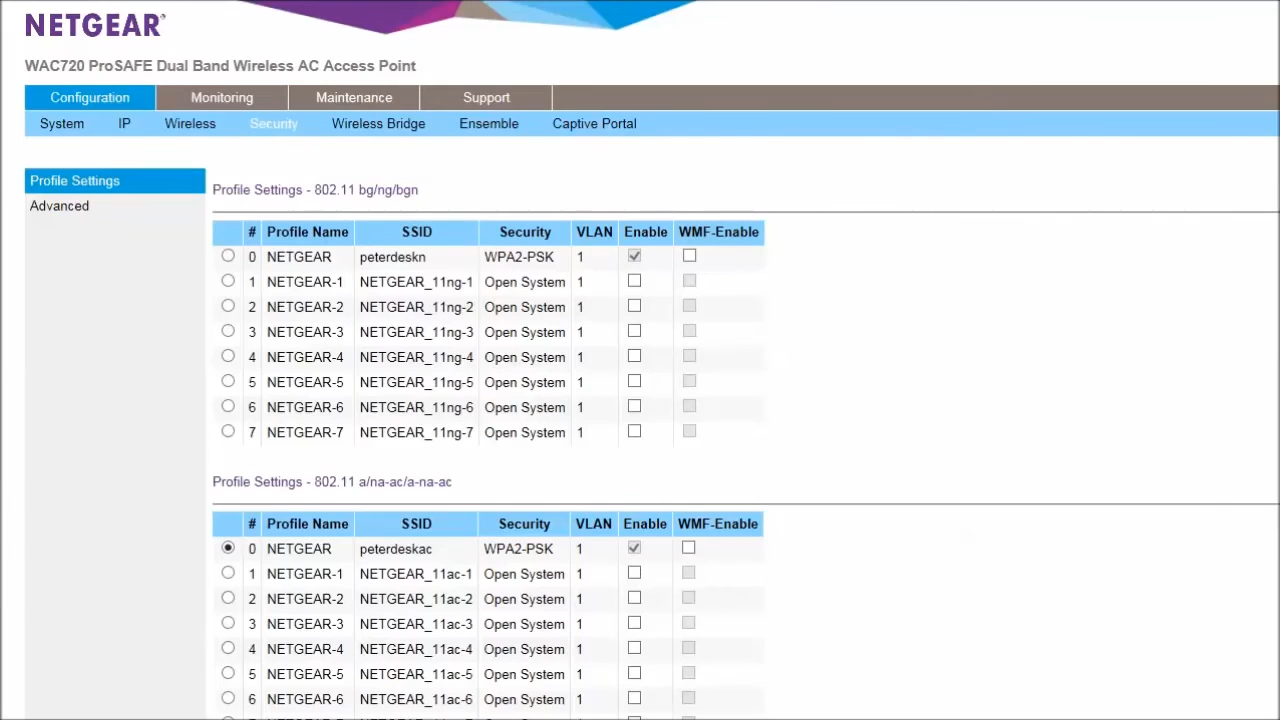 NETGEAR®
WAC720 ProSAFE Dual Band Wireless AC Access Point
Configuration Monitoring Maintenance Support
System IP Wireless Security Wireless Bridge Ensemble Captive Portal
Profile Settings
Advanced
Profile Settings - 802.11 bg/ng/bgn
# Profile Name SSID Security VLAN Enable WMF-Enable
0 NETGEAR peterdeskn WPA2-PSK 1
1 NETGEAR-1 NETGEAR_11ng-1 Open System 1
2 NETGEAR-2 NETGEAR_11ng-2 Open System 1
3 NETGEAR-3 NETGEAR_11ng-3 Open System 1
4 NETGEAR-4 NETGEAR_11ng-4 Open System 1
5 NETGEAR-5 NETGEAR_11ng-5 Open System 1
6 NETGEAR-6 NETGEAR_11ng-6 Open System 1
7 NETGEAR-7 NETGEAR_11ng-7 Open System 1
Profile Settings - 802.11 a/na-ac/a-na-ac
# Profile Name SSID Security VLAN Enable WMF-Enable
0 NETGEAR peterdeskac WPA2-PSK 1
1 NETGEAR-1 NETGEAR_11ac-1 Open System 1
2 NETGEAR-2 NETGEAR_11ac-2 Open System 1
3 NETGEAR-3 NETGEAR_11ac-3 Open System 1
4 NETGEAR-4 NETGEAR_11ac-4 Open System 1
5 NETGEAR-5 NETGEAR_11ac-5 Open System 1
6 NETGEAR-6 NETGEAR_11ac-6 Open System 1